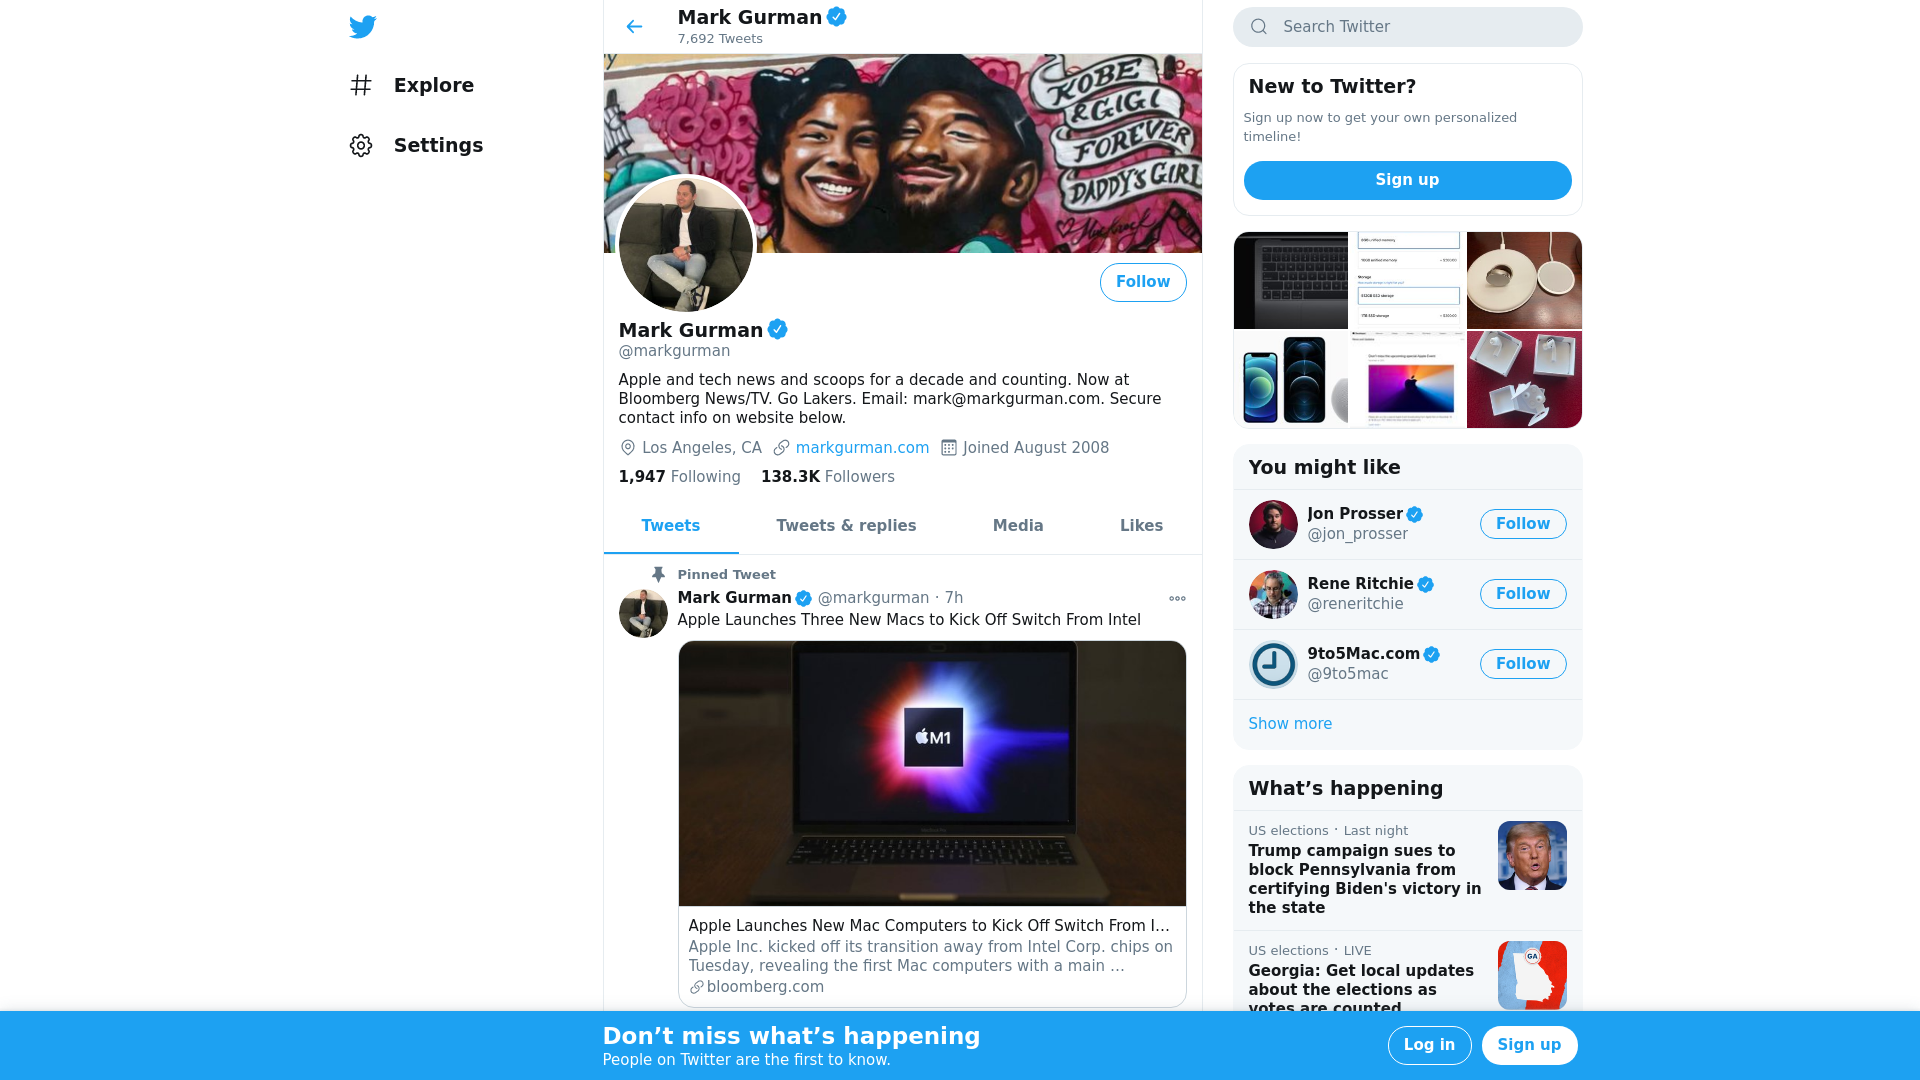 Explore
Settings
Mark Gurman
7,692 Tweets
KOBE
& GIGI
FOREVER
DADDY'S GIRL
Follow
Mark Gurman
@markgurman
Apple and tech news and scoops for a decade and counting. Now at
Bloomberg News/TV. Go Lakers. Email: mark@markgurman.com. Secure
contact info on website below.
Los Angeles, CA markgurman.com Joined August 2008
1,947 Following 138.3K Followers
Tweets Tweets & replies Media Likes
Pinned Tweet
Mark Gurman @markgurman · 7h
Apple Launches Three New Macs to Kick Off Switch From Intel
M1
Apple Launches New Mac Computers to Kick Off Switch From I…
Apple Inc. kicked off its transition away from Intel Corp. chips on
Tuesday, revealing the first Mac computers with a main …
bloomberg.com
Search Twitter
New to Twitter?
Sign up now to get your own personalized
timeline!
Sign up
Storage
You might like
Jon Prosser
@jon_prosser
Follow
Rene Ritchie
@reneritchie
Follow
9to5Mac.com
@9to5mac
Follow
Show more
What’s happening
US elections · Last night
Trump campaign sues to
block Pennsylvania from
certifying Biden's victory in
the state
US elections · LIVE
Georgia: Get local updates
about the elections as
votes are counted
GA
Don’t miss what’s happening
People on Twitter are the first to know.
Log in
Sign up